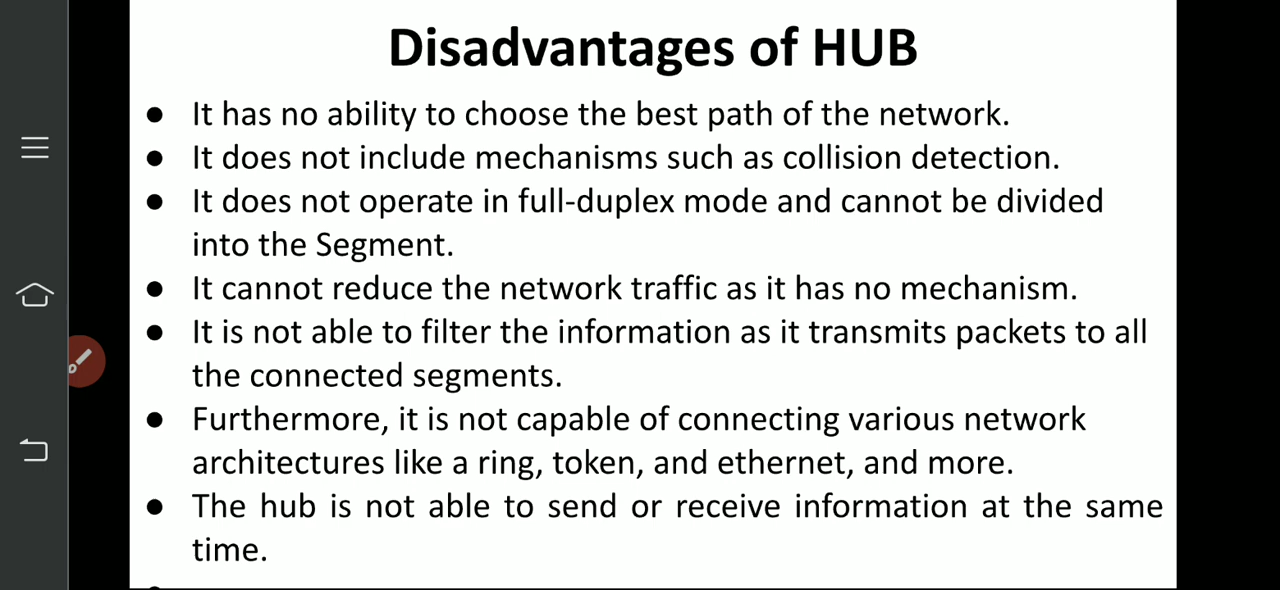 Disadvantages of HUB
● It has no ability to choose the best path of the network.
● It does not include mechanisms such as collision detection.
● It does not operate in full-duplex mode and cannot be divided
into the Segment.
● It cannot reduce the network traffic as it has no mechanism.
● It is not able to filter the information as it transmits packets to all
the connected segments.
● Furthermore, it is not capable of connecting various network
architectures like a ring, token, and ethernet, and more.
● The hub is not able to send or receive information at the same
time.